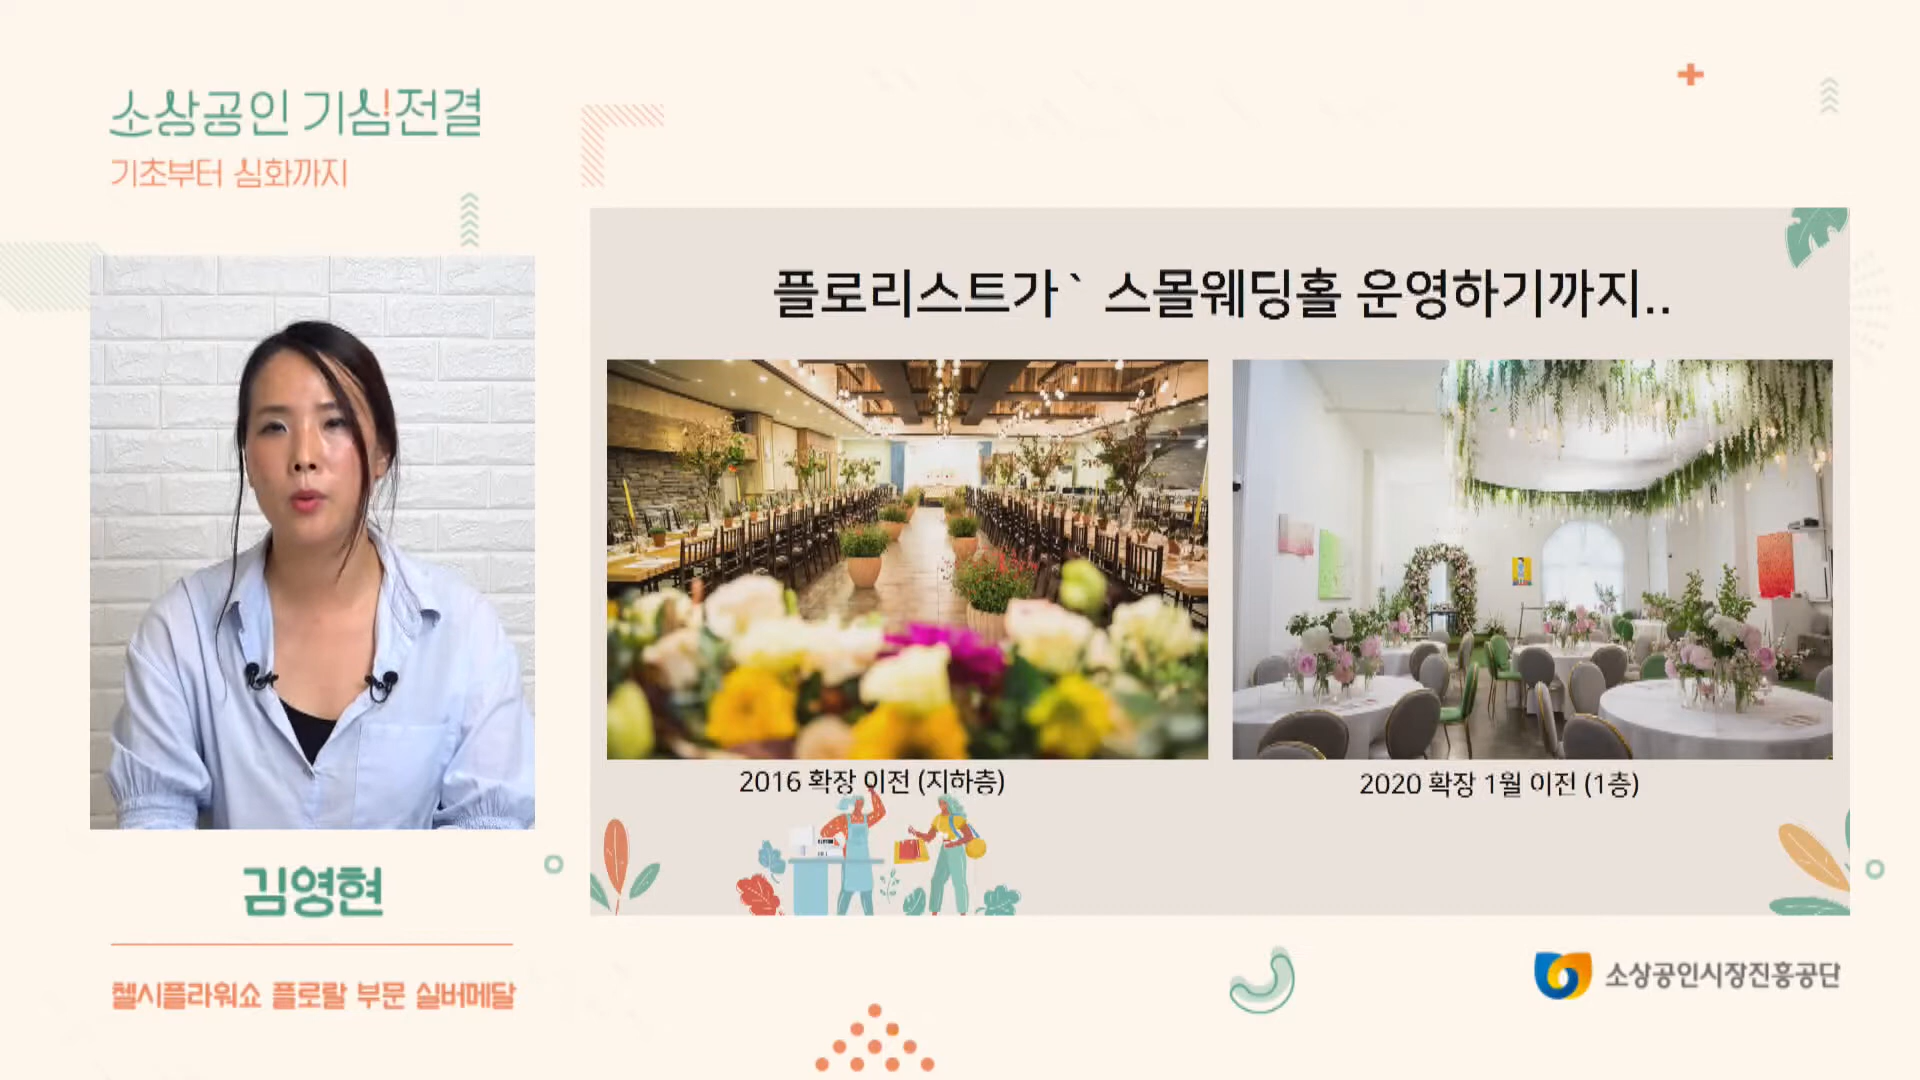 소상공인 기심전결
기초부터 심화까지
플로리스트가` 스몰웨딩홀 운영하기까지..
2016 확장 이전 (지하층)
2020 확장 1월 이전 (1층)
김영현
첼시플라워쇼 플로랄 부문 실버메달
소상공인시장진흥공단